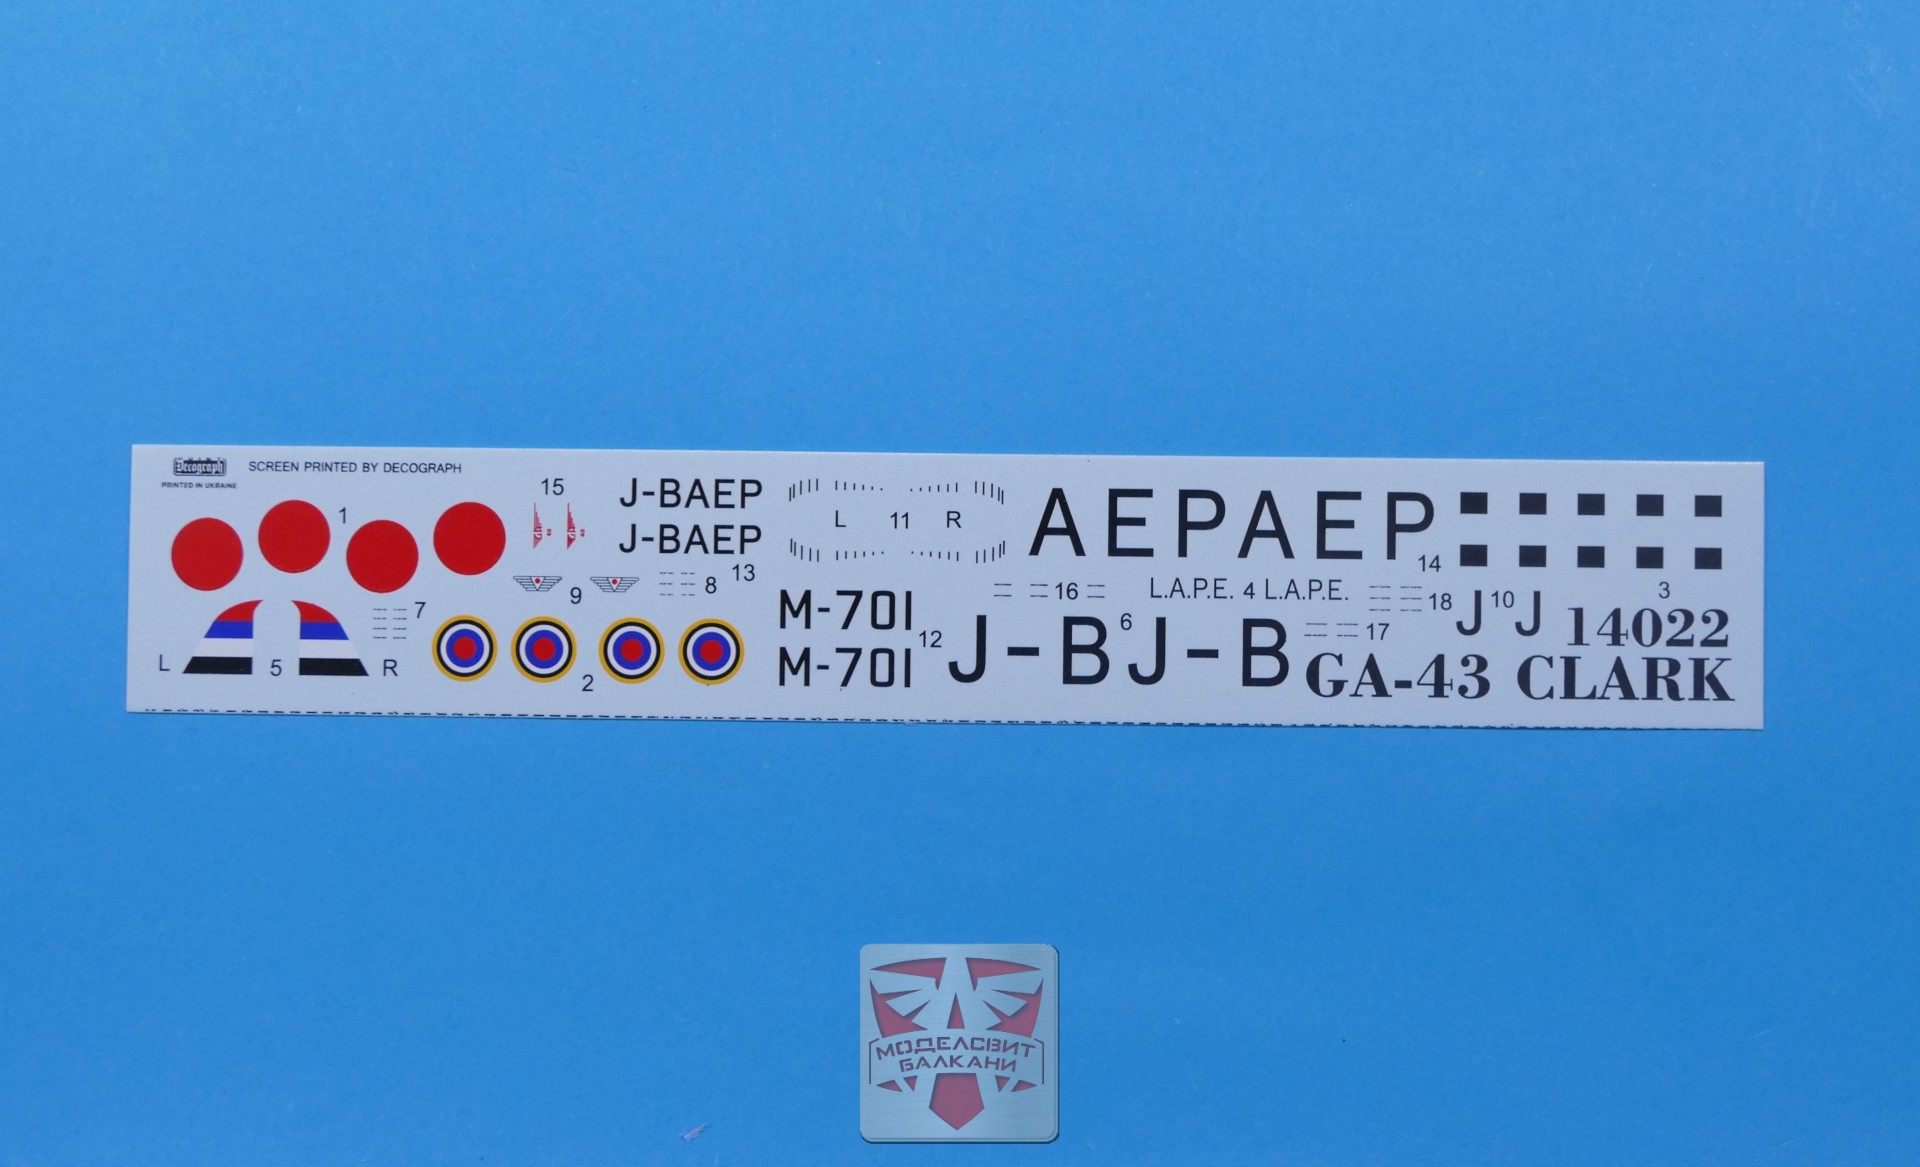 Decograph
SCREEN PRINTED BY DECOGRAPH
PRINTED IN UKRAINE
1
15
J-BAEP
J-BAEP
13
L 11 R
AEPAEP
14
3
9
8
7
L 5 R
2
M-701
M-701
12
16
L.A.P.E. 4 L.A.P.E.
18
J 10 J
J-B 6 J-B
17
14022
GA-43 CLARK
МОДЕЛСВИТ
БАЛКАНИ